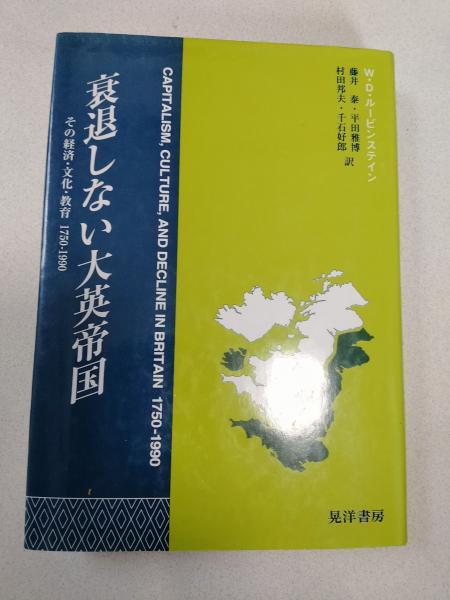 W・D・ルービンステイン
藤井　泰・平田雅博
村田邦夫・千石好郎　訳
CAPITALISM, CULTURE, AND DECLINE IN BRITAIN 1750-1990
衰退しない大英帝国
その経済・文化・教育 1750-1990
晃洋書房